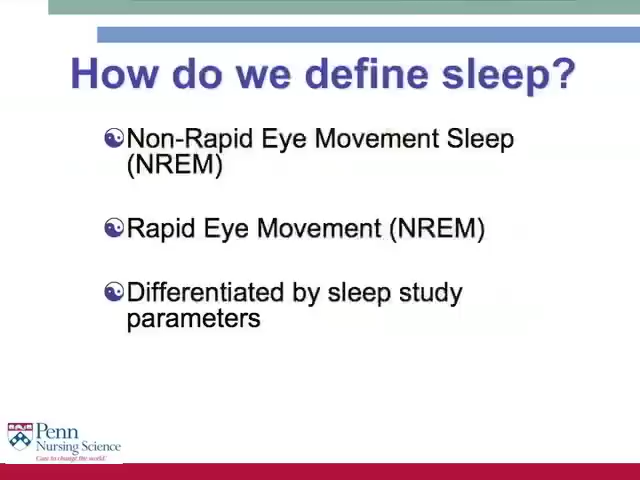 How do we define sleep?
Non-Rapid Eye Movement Sleep
(NREM)
Rapid Eye Movement (NREM)
Differentiated by sleep study
parameters
Penn
Nursing Science
Care to change the world.